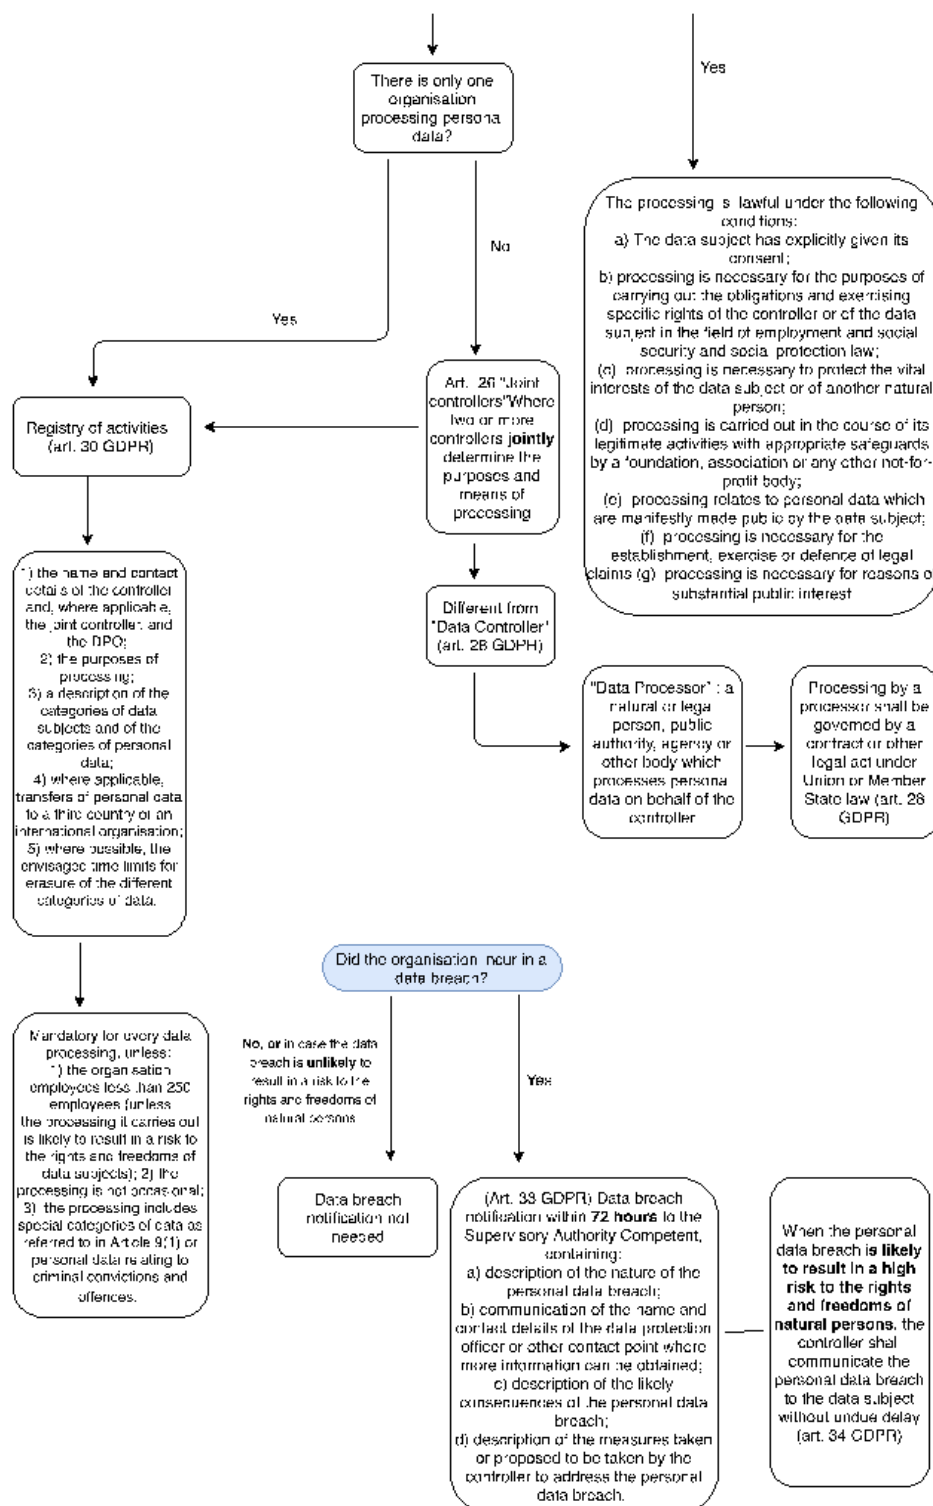 There is only one
organisation
processing personal
data?
Yes
No
Yes
The processing is lawful under the following
conditions:
a) The data subject has explicitly given its
consent;
b) processing is necessary for the purposes of
carrying out the obligations and exercising
specific rights of the controller or of the data
subject in the field of employment and social
security and social protection law;
(c) processing is necessary to protect the vital
interests of the data subject or of another natural
person;
(d) processing is carried out in the course of its
legitimate activities with appropriate safeguards
by a foundation, association or any other not-for-
profit body;
(e) processing relates to personal data which
are manifestly made public by the data subject;
(f) processing is necessary for the
establishment, exercise or defence of legal
claims (g) processing is necessary for reasons of
substantial public interest
Registry of activities
(art. 30 GDPR)
Art. 26 "Joint
controllers"Where
two or more
controllers jointly
determine the
purposes and
means of
processing
1) the name and contact
details of the controller
and, where applicable,
the joint controller, and
the DPO;
2) the purposes of
processing;
3) a description of the
categories of data
subjects and of the
categories of personal
data;
4) where applicable,
transfers of personal data
to a third country or an
international organisation;
5) where possible, the
envisaged time limits for
erasure of the different
categories of data.
Different from
"Data Controller"
(art. 28 GDPR)
"Data Processor" : a
natural or legal
person, public
authority, agency or
other body which
processes personal
data on behalf of the
controller
Processing by a
processor shall be
governed by a
contract or other
legal act under
Union or Member
State law (art. 28
GDPR)
Mandatory for every data
processing, unless:
1) the organisation
employees less than 250
employees (unless
the processing it carries out
is likely to result in a risk to
the rights and freedoms of
data subjects); 2) the
processing is not occasional;
3) the processing includes
special categories of data as
referred to in Article 9(1) or
personal data relating to
criminal convictions and
offences.
Did the organisation incur in a
data breach?
No, or in case the data
breach is unlikely to
result in a risk to the
rights and freedoms of
natural persons
Yes
Data breach
notification not
needed
(Art. 33 GDPR) Data breach
notification within 72 hours to the
Supervisory Authority Competent,
containing:
a) description of the nature of the
personal data breach;
b) communication of the name and
contact details of the data protection
officer or other contact point where
more information can be obtained;
c) description of the likely
consequences of the personal data
breach;
d) description of the measures taken
or proposed to be taken by the
controller to address the personal
data breach.
When the personal
data breach is likely
to result in a high
risk to the rights
and freedoms of
natural persons, the
controller shall
communicate the
personal data breach
to the data subject
without undue delay
(art. 34 GDPR)